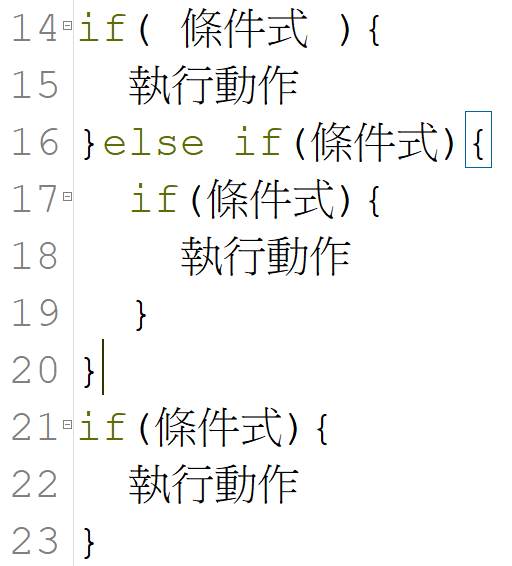 14 if( 條件式 ){
15   執行動作
16 }else if(條件式){
17   if(條件式){
18     執行動作
19   }
20 }
21 if(條件式){
22   執行動作
23 }